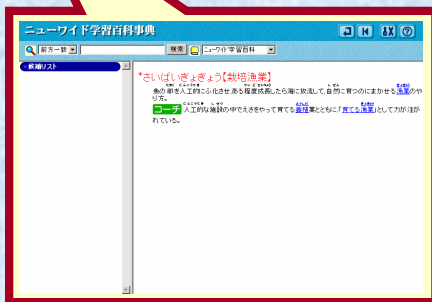 ニューワイド学習百科事典
前方一致 検索 ニューワイド学習百科
候補リスト
*さいばいぎょぎょう【栽培漁業】
魚の卵を人工的にふ化させ,ある程度成長したら海に放流して,自然に育つのにまかせる漁業のや
り方。
コーチ 人工的な施設の中でえさをやって育てる養殖業とともに,「育てる漁業」として力が注が
れている。